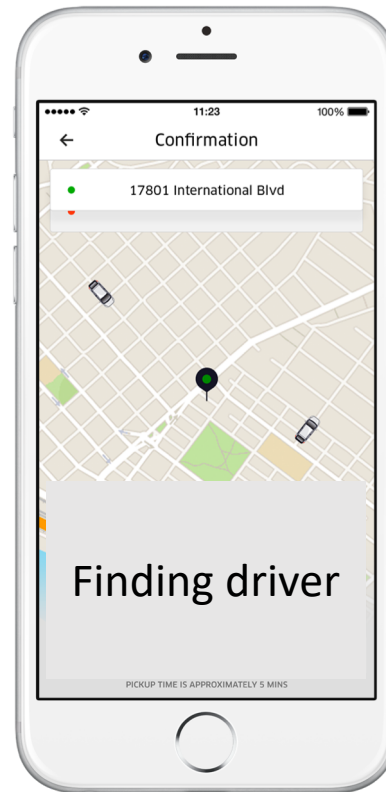 11:23
100%
Confirmation
17801 International Blvd
Finding driver
PICKUP TIME IS APPROXIMATELY 5 MINS